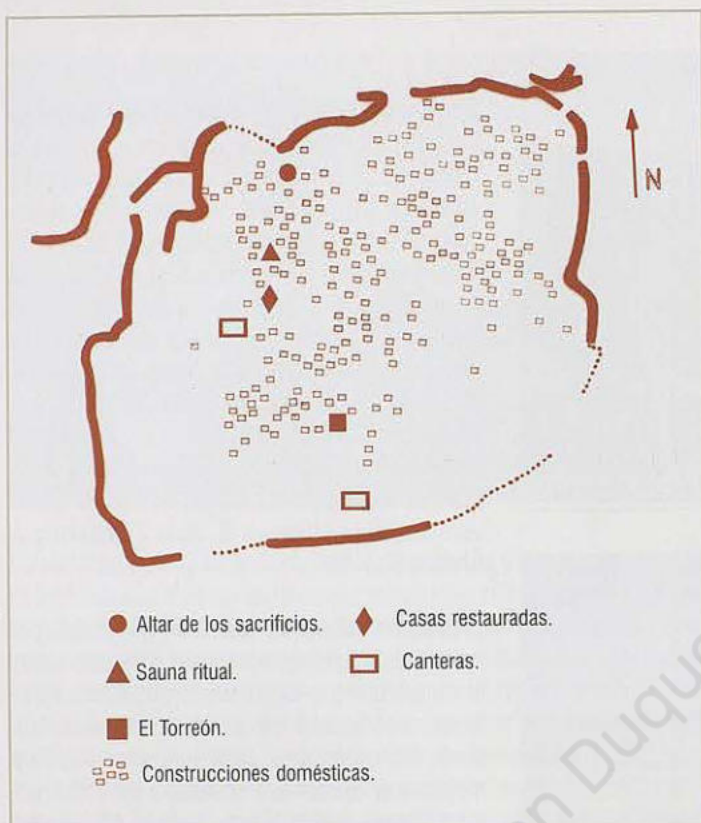 N
Altar de los sacrificios.
Casas restauradas.
Sauna ritual.
Canteras.
El Torreón.
Construcciones domésticas.